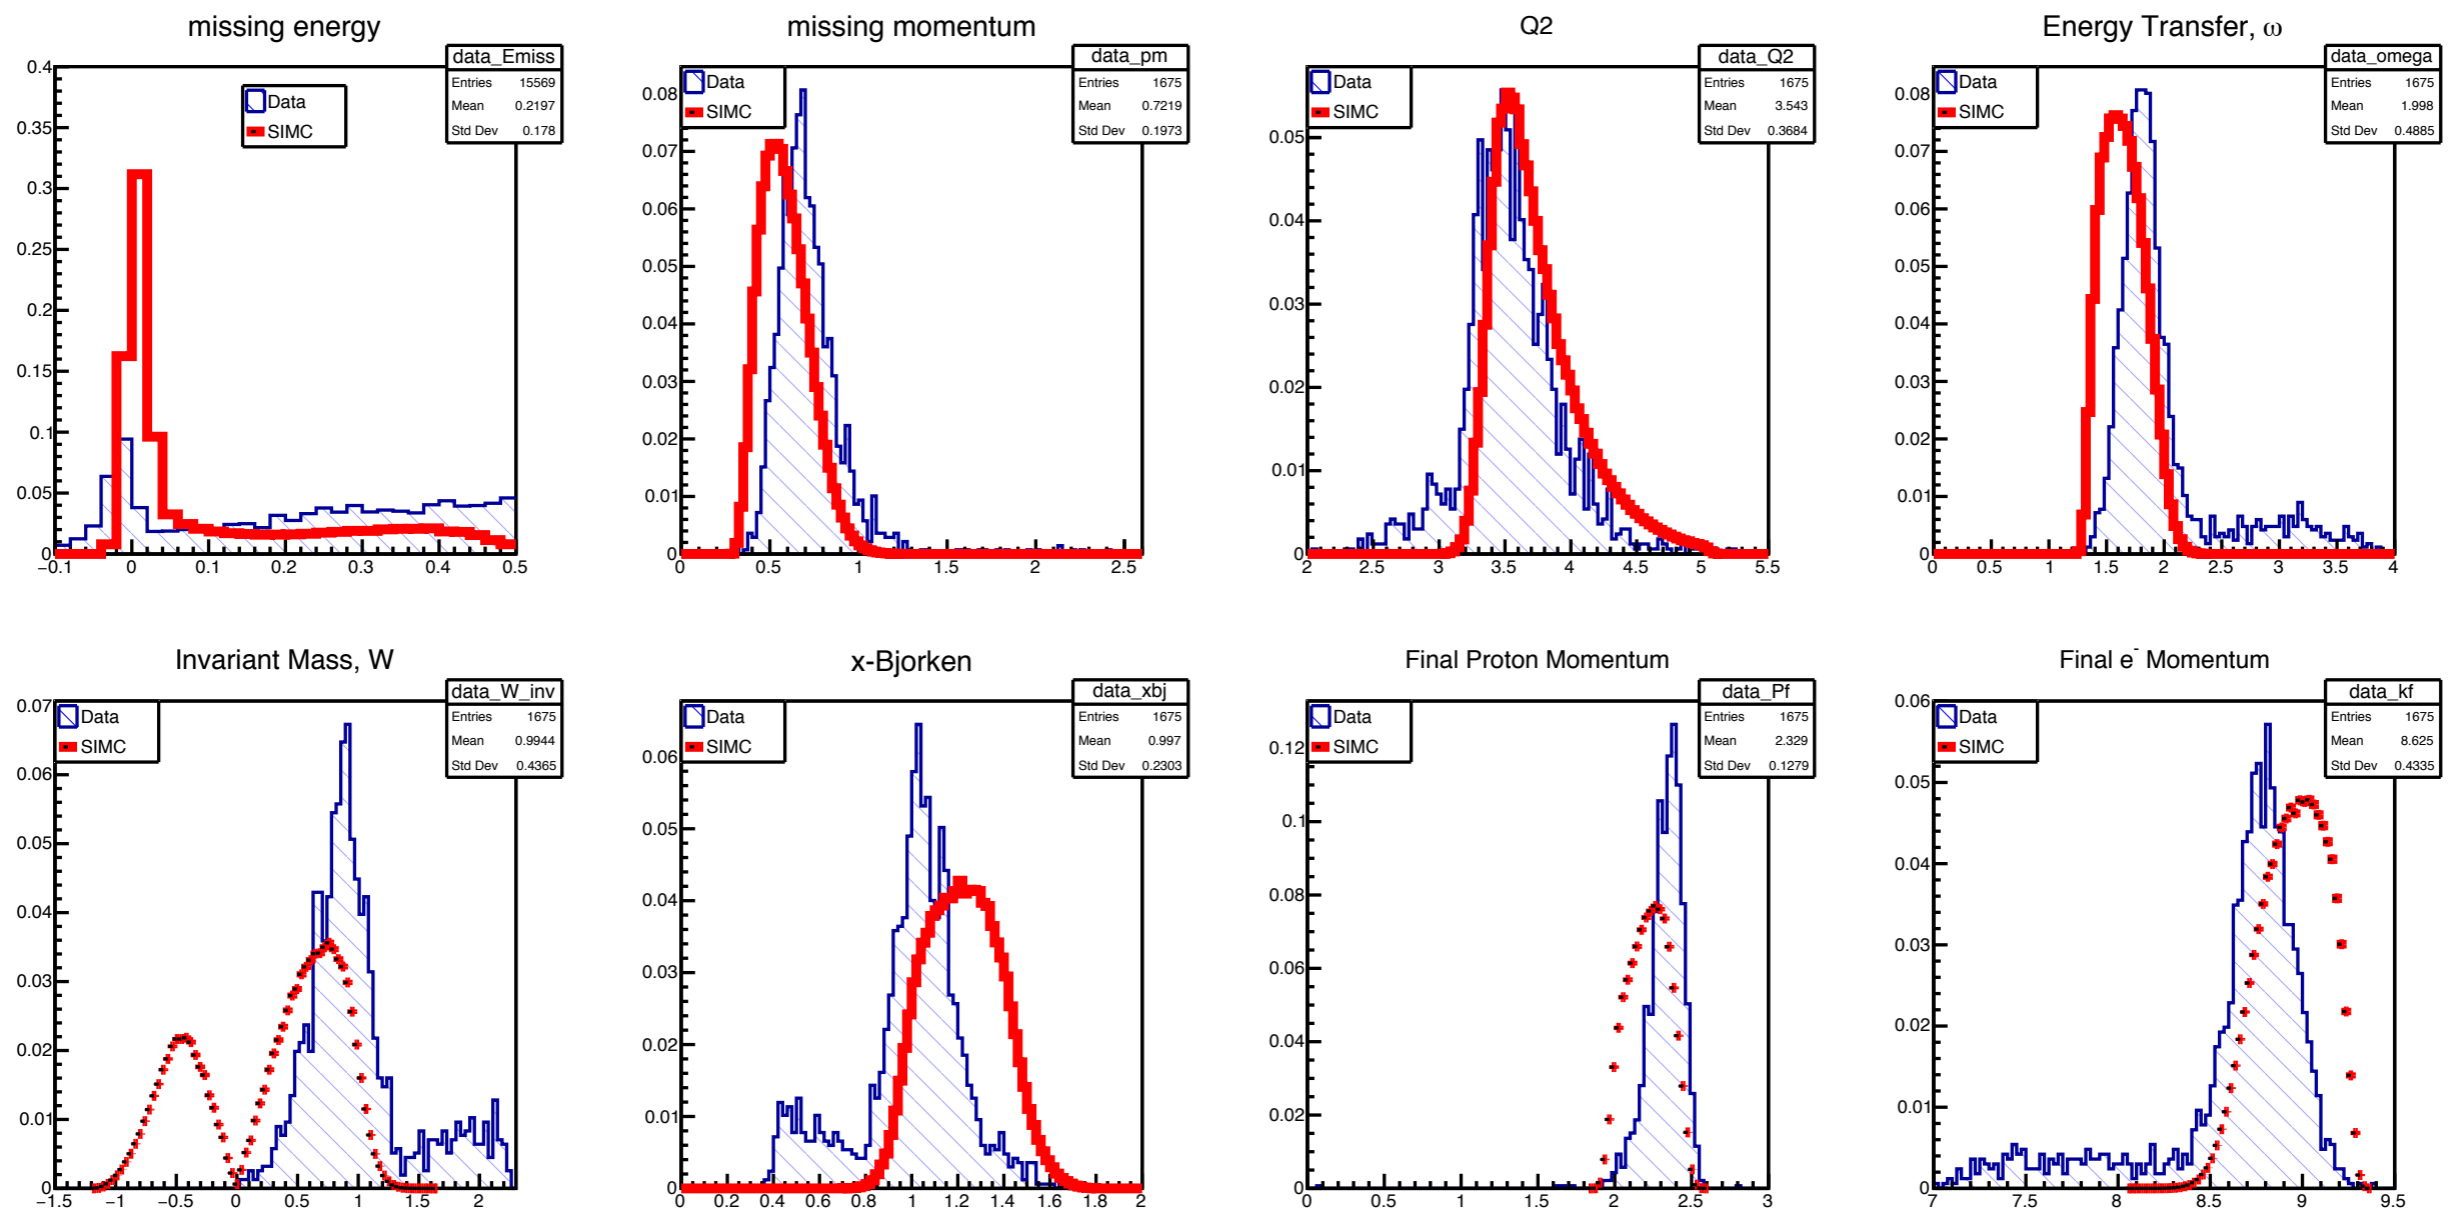 missing energy
data_Emiss
Entries 15569
Mean 0.2197
Std Dev 0.178
Data
SIMC
0.4
0.35
0.3
0.25
0.2
0.15
0.1
0.05
0
−0.1 0 0.1 0.2 0.3 0.4 0.5
missing momentum
data_pm
Entries 1675
Mean 0.7219
Std Dev 0.1973
Data
SIMC
0.08
0.07
0.06
0.05
0.04
0.03
0.02
0.01
0
0 0.5 1 1.5 2 2.5
Q2
data_Q2
Entries 1675
Mean 3.543
Std Dev 0.3684
Data
SIMC
0.05
0.04
0.03
0.02
0.01
0
2 2.5 3 3.5 4 4.5 5 5.5
Energy Transfer, ω
data_omega
Entries 1675
Mean 1.998
Std Dev 0.4885
Data
SIMC
0.08
0.07
0.06
0.05
0.04
0.03
0.02
0.01
0
0 0.5 1 1.5 2 2.5 3 3.5 4
Invariant Mass, W
data_W_inv
Entries 1675
Mean 0.9944
Std Dev 0.4365
Data
SIMC
0.07
0.06
0.05
0.04
0.03
0.02
0.01
0
−1.5 −1 −0.5 0 0.5 1 1.5 2
x-Bjorken
data_xbj
Entries 1675
Mean 0.997
Std Dev 0.2303
Data
SIMC
0.06
0.05
0.04
0.03
0.02
0.01
0
0 0.2 0.4 0.6 0.8 1 1.2 1.4 1.6 1.8 2
Final Proton Momentum
data_Pf
Entries 1675
Mean 2.329
Std Dev 0.1279
Data
SIMC
0.12
0.1
0.08
0.06
0.04
0.02
0
0 0.5 1 1.5 2 2.5 3
Final e⁻ Momentum
data_kf
Entries 1675
Mean 8.625
Std Dev 0.4335
Data
SIMC
0.06
0.05
0.04
0.03
0.02
0.01
0
7 7.5 8 8.5 9 9.5